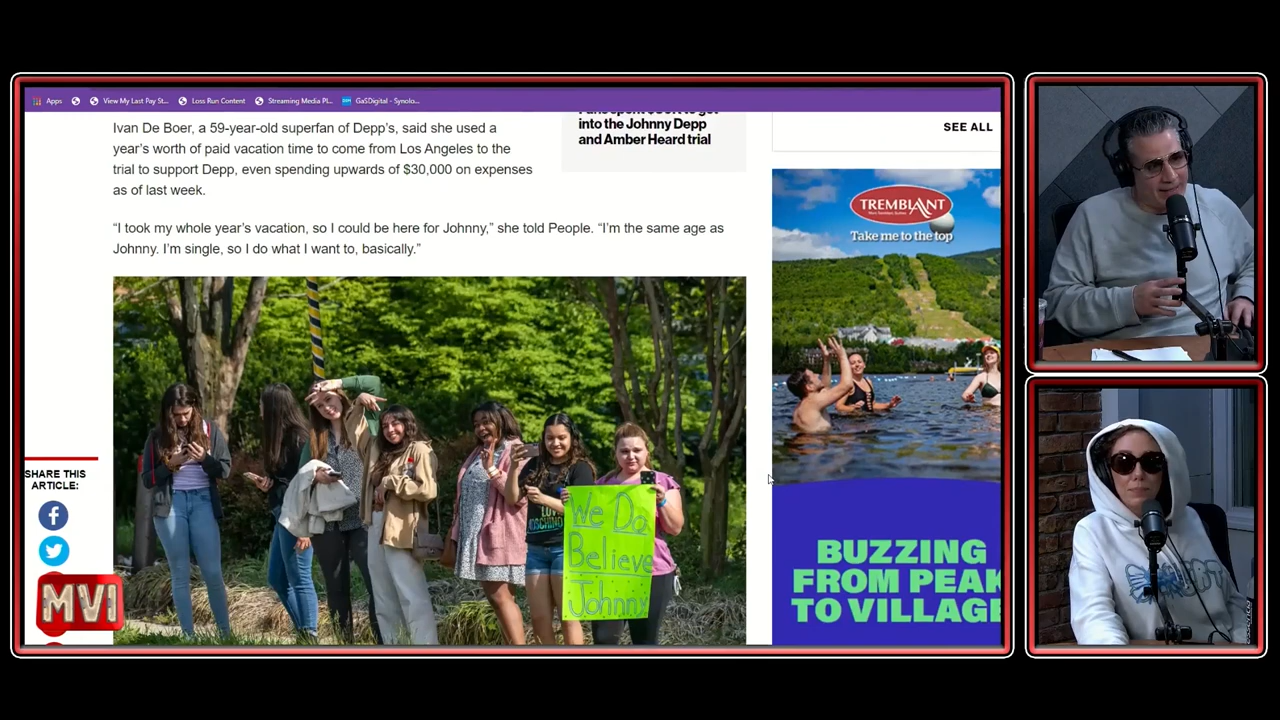 Apps
View My Last Pay St...
Loss Run Content
Streaming Media Pl...
GaSDigital - Synolo...
Ivan De Boer, a 59-year-old superfan of Depp’s, said she used a
year’s worth of paid vacation time to come from Los Angeles to the
trial to support Depp, even spending upwards of $30,000 on expenses
as of last week.
“I took my whole year’s vacation, so I could be here for Johnny,” she told People. “I’m the same age as
Johnny. I’m single, so I do what I want to, basically.”
into the Johnny Depp
and Amber Heard trial
SEE ALL
TREMBLANT
Take me to the top
BUZZING
FROM PEAK
TO VILLAGE
We Do
Believe
Johnny
SHARE THIS
ARTICLE:
MVI